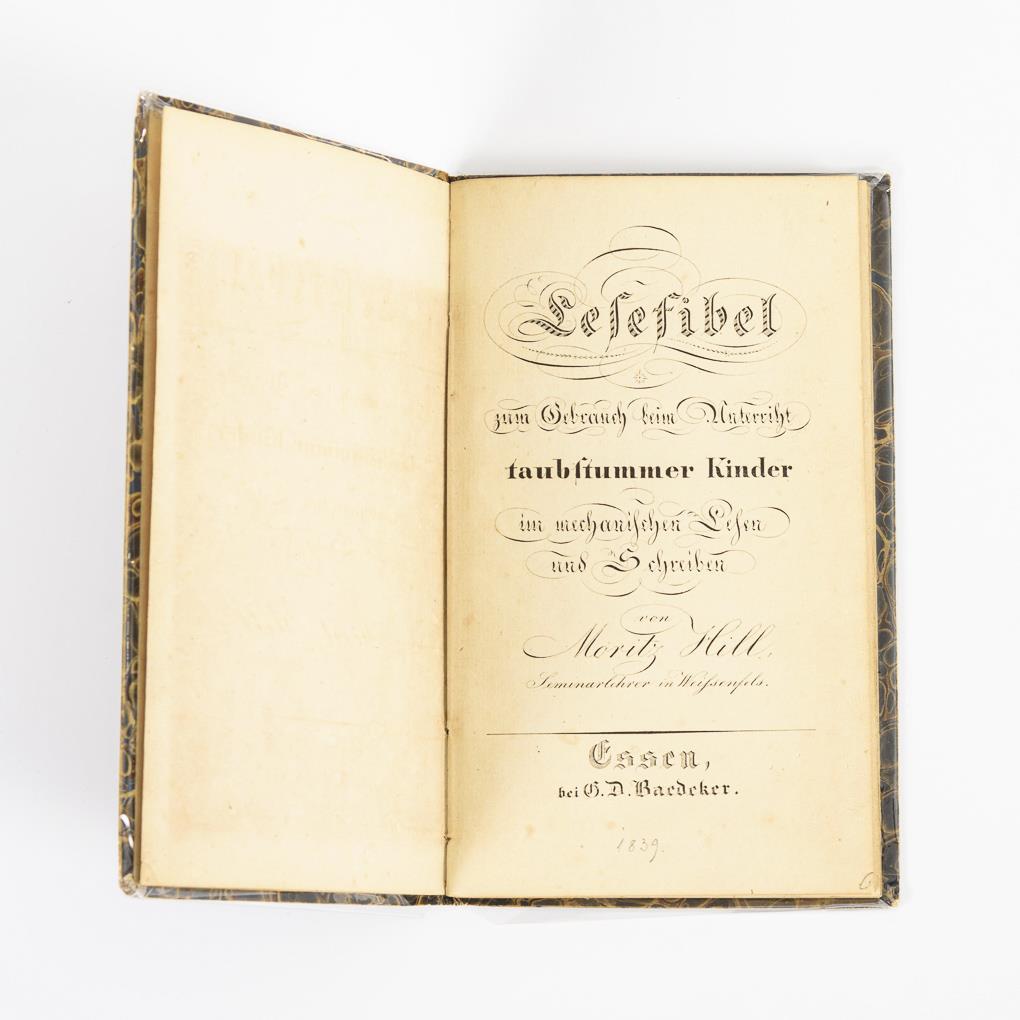 Lesefibel
zum Gebrauch beim Unterricht
taubstummer Kinder
im mechanischen Lesen
und Schreiben
von
Moritz Hill,
Seminarlehrer in Weißenfels.
Essen,
bei G. D. Baedeker.
1839.